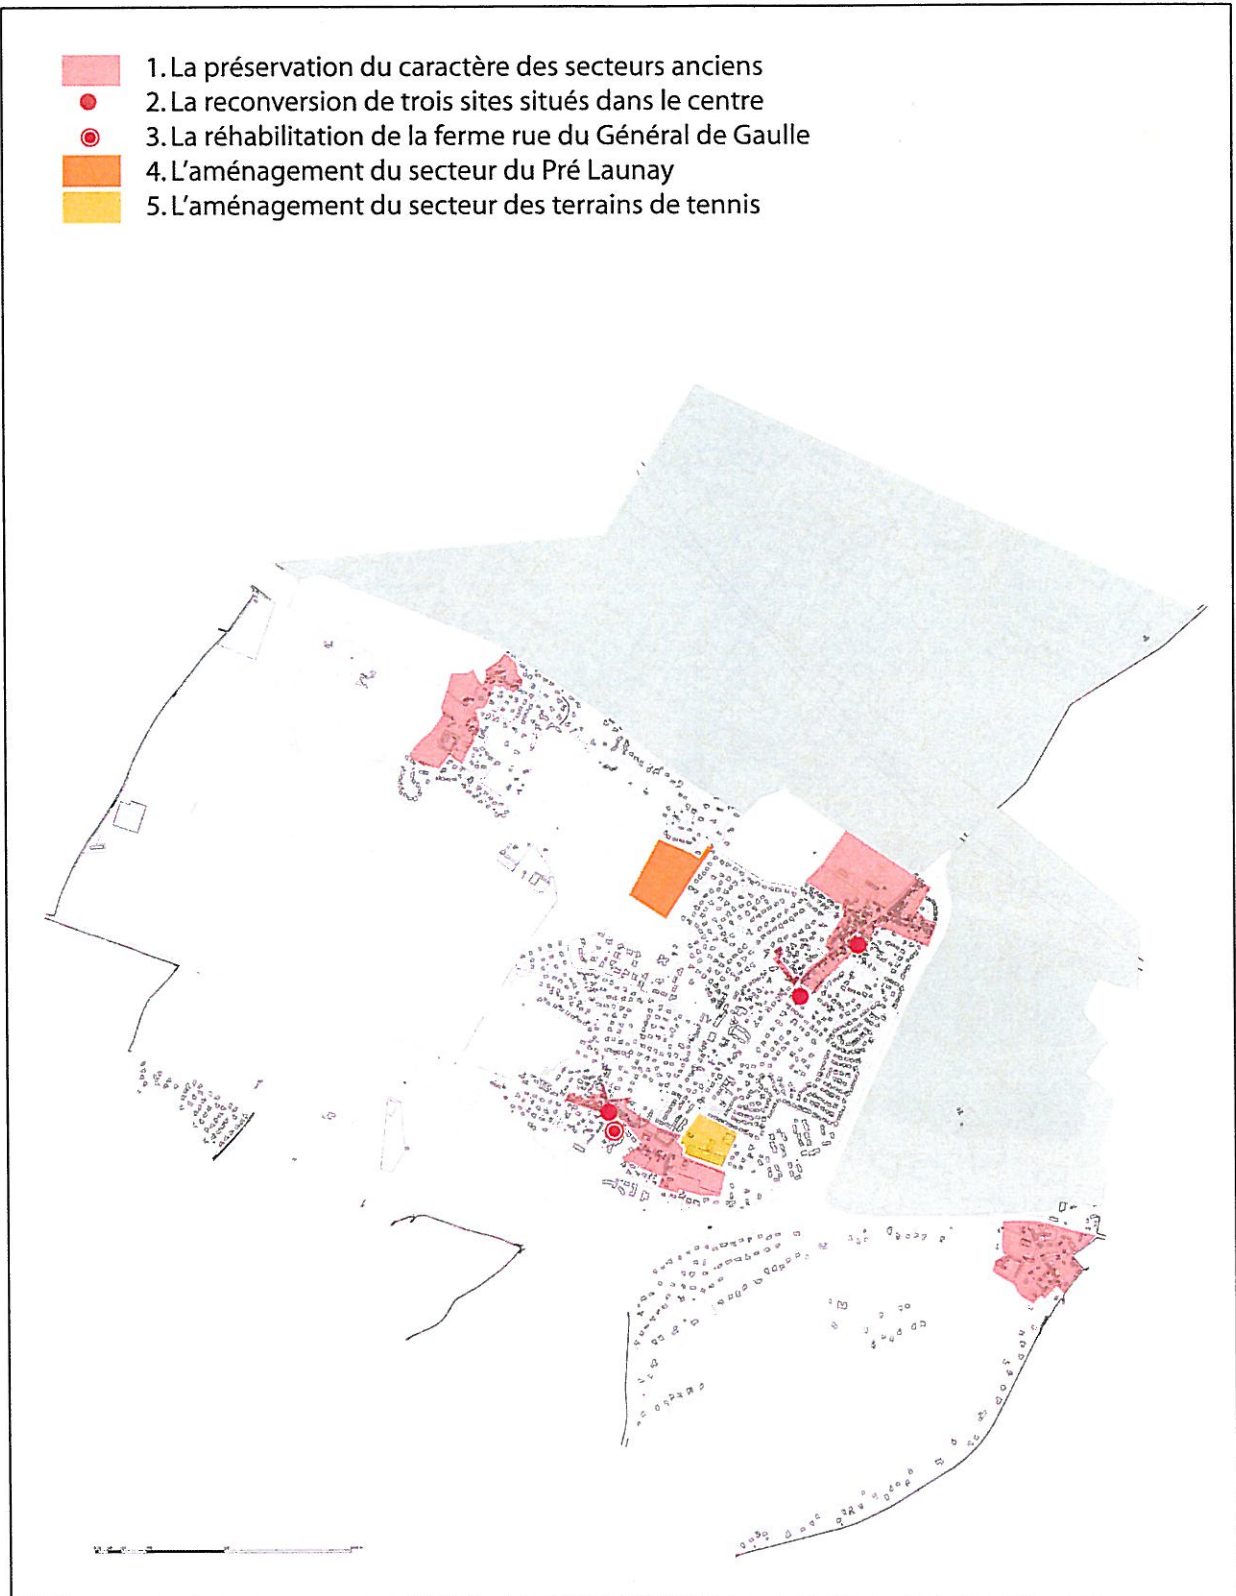 1. La préservation du caractère des secteurs anciens
2. La reconversion de trois sites situés dans le centre
3. La réhabilitation de la ferme rue du Général de Gaulle
4. L'aménagement du secteur du Pré Launay
5. L'aménagement du secteur des terrains de tennis